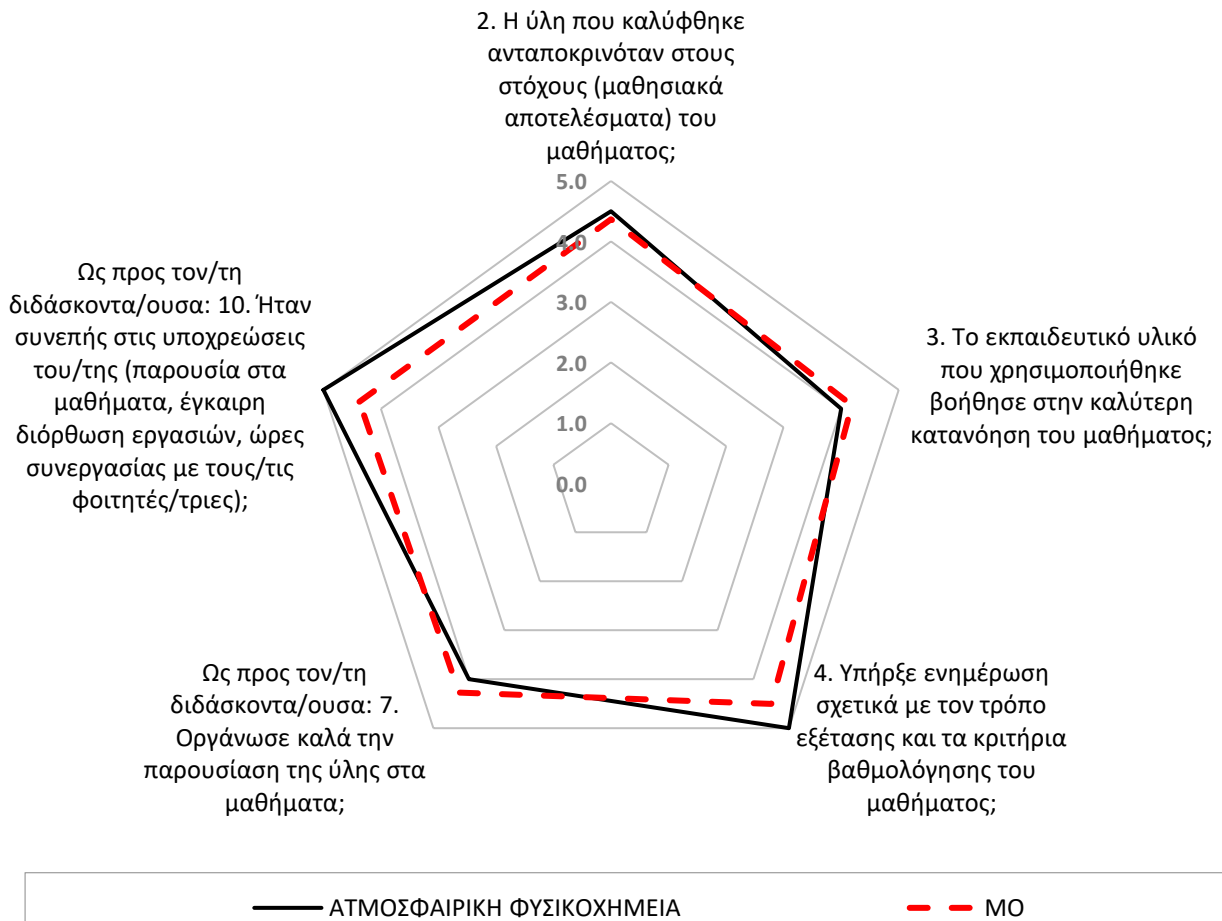 2. Η ύλη που καλύφθηκε
ανταποκρινόταν στους
στόχους (μαθησιακά
αποτελέσματα) του
μαθήματος;
5.0
4.0
3.0
2.0
1.0
0.0
3. Το εκπαιδευτικό υλικό
που χρησιμοποιήθηκε
βοήθησε στην καλύτερη
κατανόηση του μαθήματος;
4. Υπήρξε ενημέρωση
σχετικά με τον τρόπο
εξέτασης και τα κριτήρια
βαθμολόγησης του
μαθήματος;
Ως προς τον/τη
διδάσκοντα/ουσα: 7.
Οργάνωσε καλά την
παρουσίαση της ύλης στα
μαθήματα;
Ως προς τον/τη
διδάσκοντα/ουσα: 10. Ήταν
συνεπής στις υποχρεώσεις
του/της (παρουσία στα
μαθήματα, έγκαιρη
διόρθωση εργασιών, ώρες
συνεργασίας με τους/τις
φοιτητές/τριες);
ΑΤΜΟΣΦΑΙΡΙΚΗ ΦΥΣΙΚΟΧΗΜΕΙΑ
ΜΟ